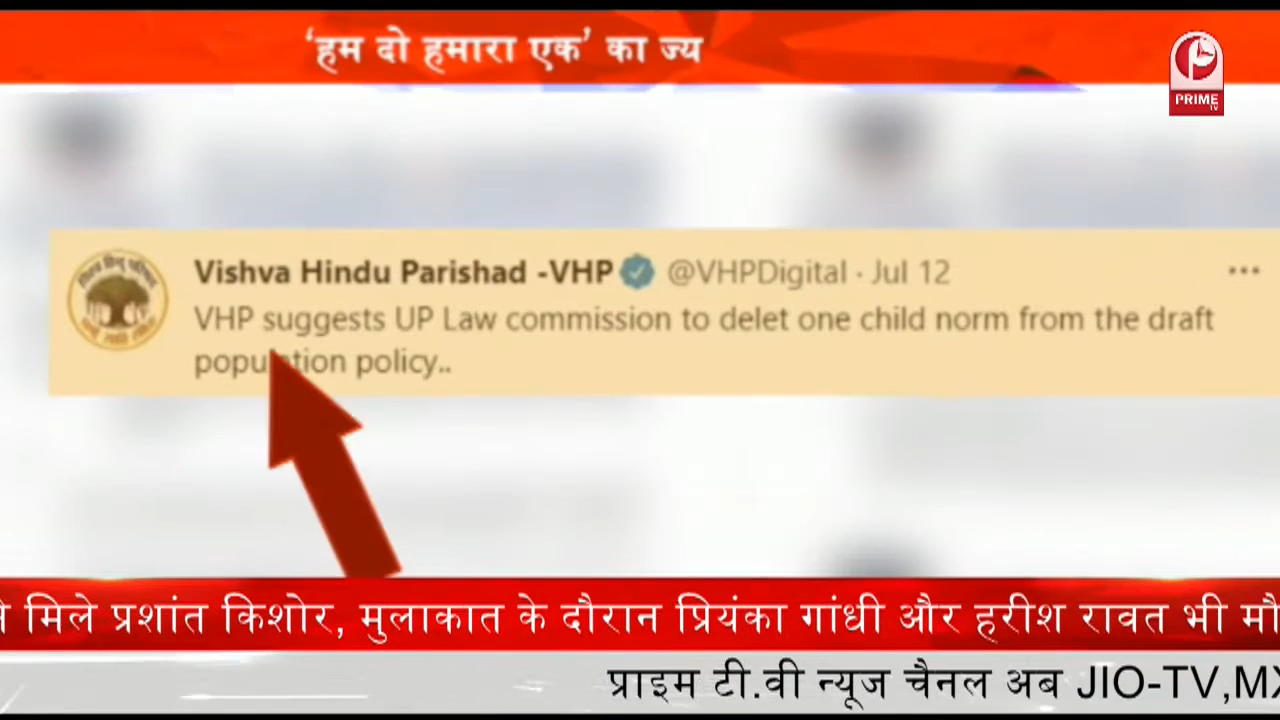 ‘हम दो हमारा एक’ का ज्य
PRIME
TV
Vishva Hindu Parishad -VHP @VHPDigital · Jul 12
VHP suggests UP Law commission to delet one child norm from the draft
population policy..
मिले प्रशांत किशोर, मुलाकात के दौरान प्रियंका गांधी और हरीश रावत भी मौ
प्राइम टी.वी न्यूज चैनल अब JIO-TV,MX